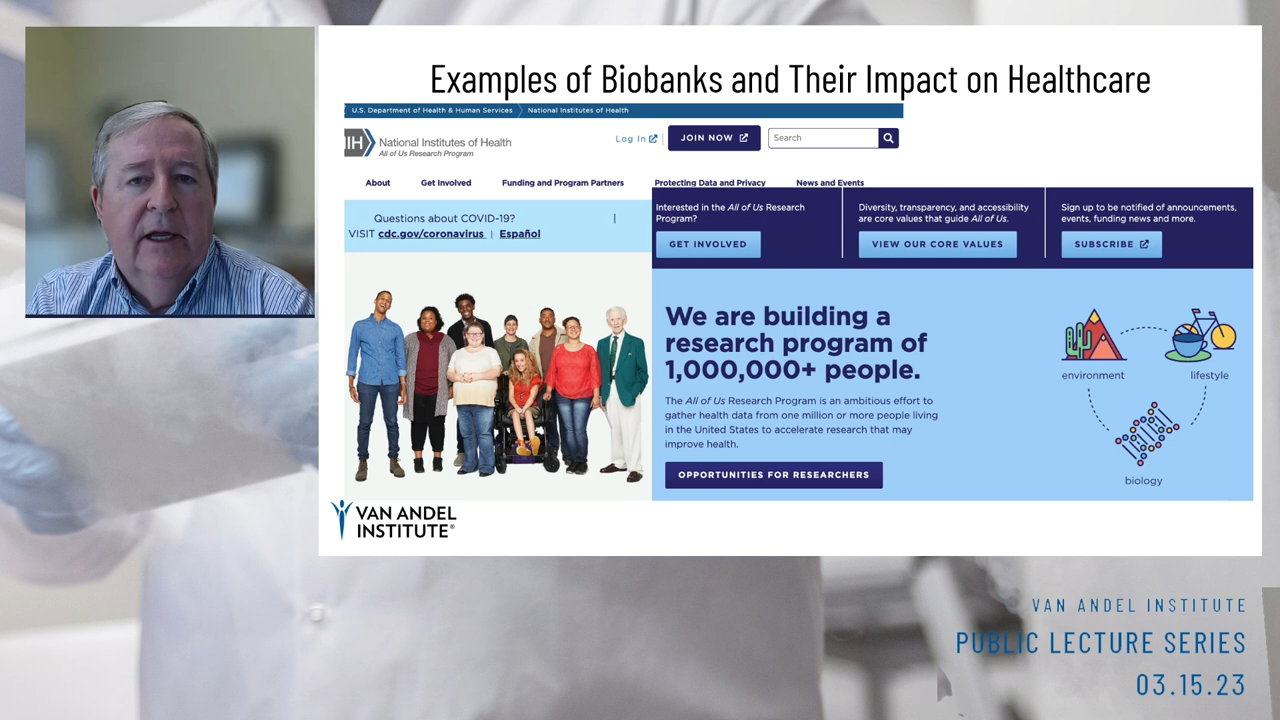 Examples of Biobanks and Their Impact on Healthcare
U.S. Department of Health & Human Services National Institutes of Health
IH National Institutes of Health
All of Us Research Program
Log In JOIN NOW Search
About Get Involved Funding and Program Partners Protecting Data and Privacy News and Events
Questions about COVID-19? |
VISIT cdc.gov/coronavirus | Español
Interested in the All of Us Research
Program?
GET INVOLVED
Diversity, transparency, and accessibility
are core values that guide All of Us.
VIEW OUR CORE VALUES
Sign up to be notified of announcements,
events, funding news and more.
SUBSCRIBE
We are building a
research program of
1,000,000+ people.
The All of Us Research Program is an ambitious effort to
gather health data from one million or more people living
in the United States to accelerate research that may
improve health.
OPPORTUNITIES FOR RESEARCHERS
environment
lifestyle
biology
VAN ANDEL
INSTITUTE®
VAN ANDEL INSTITUTE
PUBLIC LECTURE SERIES
03.15.23